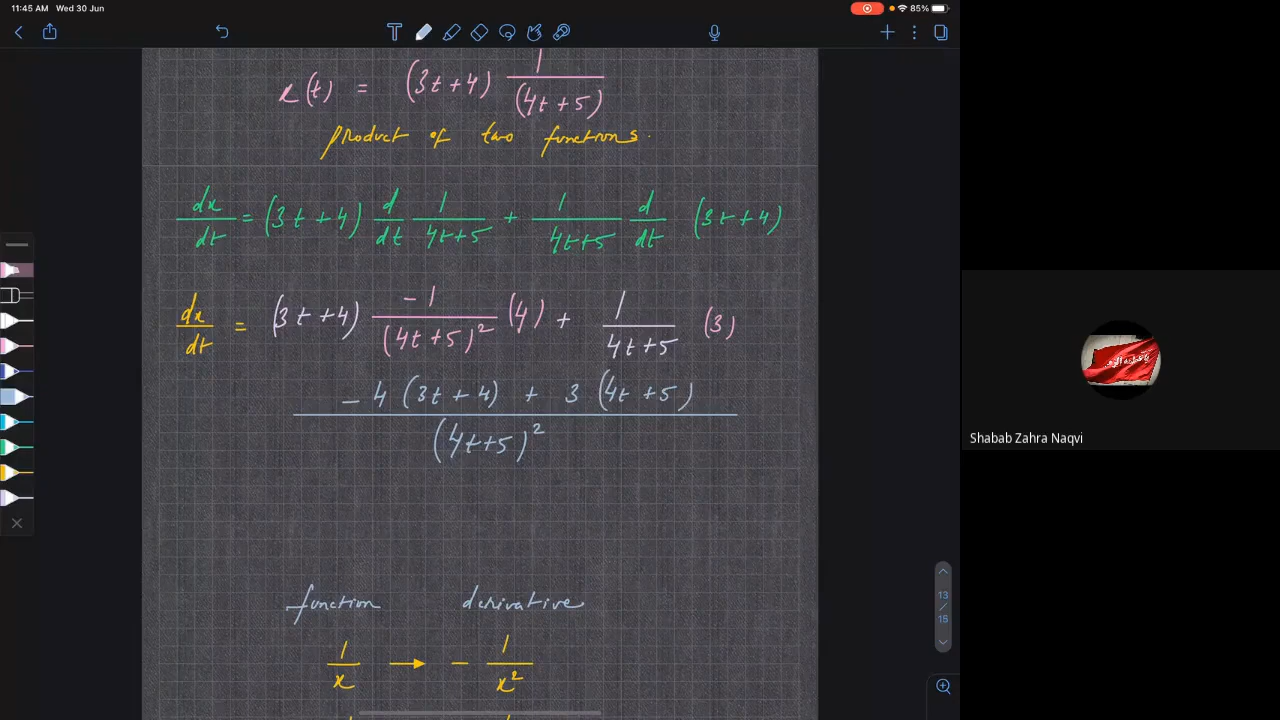 11:45 AM Wed 30 Jun
85%
x(t) = (3t+4) 1/(4t+5)
product of two functions.
dx/dt = (3t+4) d/dt 1/4t+5 + 1/4t+5 d/dt (3t+4)
dx/dt = (3t+4) -1/(4t+5)² (4) + 1/4t+5 (3)
-4(3t+4) + 3(4t+5)
(4t+5)²
function derivative
1/x → - 1/x²
13
/
15
Shabab Zahra Naqvi